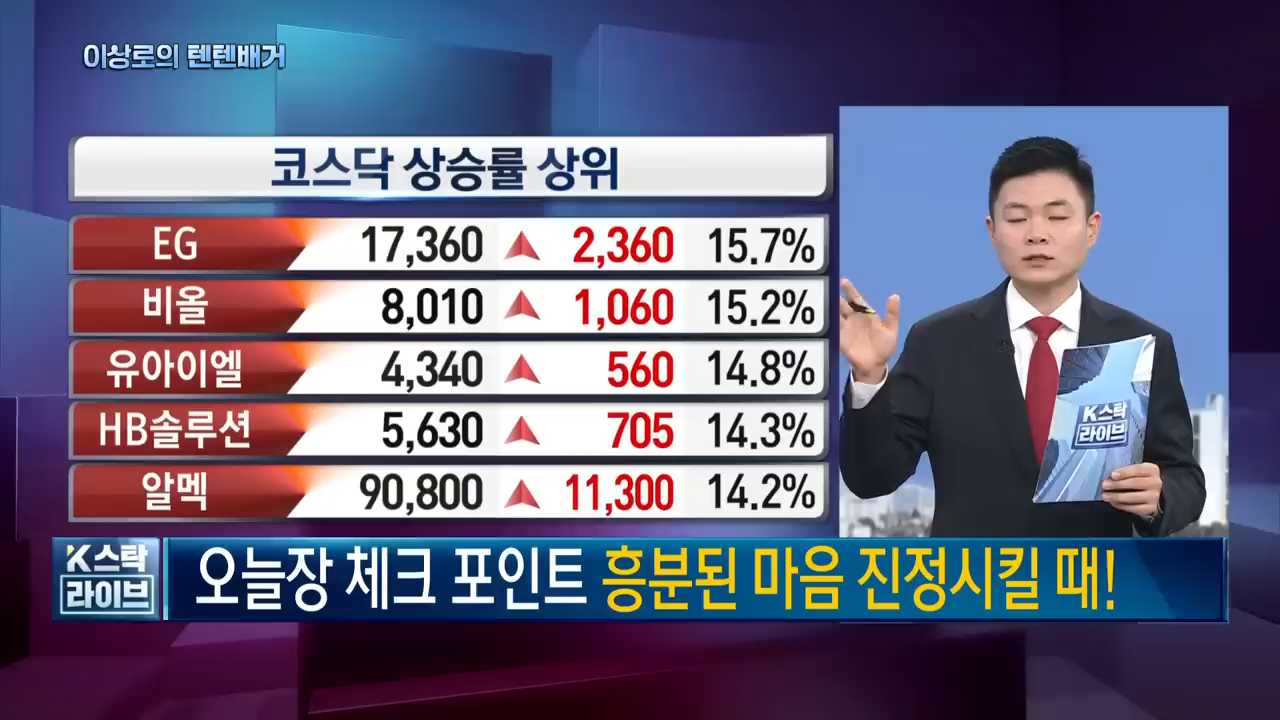 이상로의 텐텐배거
코스닥 상승률 상위
EG 17,360 ▲ 2,360 15.7%
비올 8,010 ▲ 1,060 15.2%
유아이엘 4,340 ▲ 560 14.8%
HB솔루션 5,630 ▲ 705 14.3%
알멕 90,800 ▲ 11,300 14.2%
K스탁
라이브
K스탁
라이브
오늘장 체크 포인트 흥분된 마음 진정시킬 때!